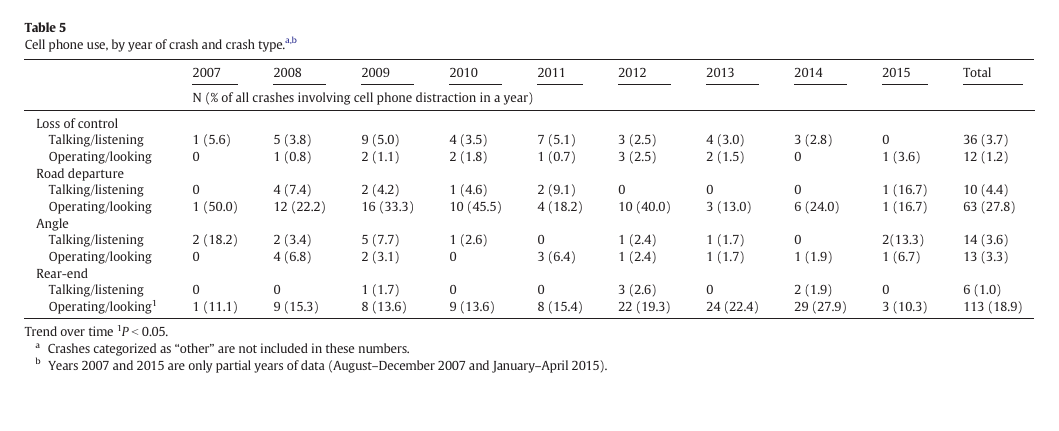 Table 5
Cell phone use, by year of crash and crash type.a,b
2007 2008 2009 2010 2011 2012 2013 2014 2015 Total
N (% of all crashes involving cell phone distraction in a year)
Loss of control
Talking/listening 1 (5.6) 5 (3.8) 9 (5.0) 4 (3.5) 7 (5.1) 3 (2.5) 4 (3.0) 3 (2.8) 0 36 (3.7)
Operating/looking 0 1 (0.8) 2 (1.1) 2 (1.8) 1 (0.7) 3 (2.5) 2 (1.5) 0 1 (3.6) 12 (1.2)
Road departure
Talking/listening 0 4 (7.4) 2 (4.2) 1 (4.6) 2 (9.1) 0 0 0 1 (16.7) 10 (4.4)
Operating/looking 1 (50.0) 12 (22.2) 16 (33.3) 10 (45.5) 4 (18.2) 10 (40.0) 3 (13.0) 6 (24.0) 1 (16.7) 63 (27.8)
Angle
Talking/listening 2 (18.2) 2 (3.4) 5 (7.7) 1 (2.6) 0 1 (2.4) 1 (1.7) 0 2(13.3) 14 (3.6)
Operating/looking 0 4 (6.8) 2 (3.1) 0 3 (6.4) 1 (2.4) 1 (1.7) 1 (1.9) 1 (6.7) 13 (3.3)
Rear-end
Talking/listening 0 0 1 (1.7) 0 0 3 (2.6) 0 2 (1.9) 0 6 (1.0)
Operating/looking1 1 (11.1) 9 (15.3) 8 (13.6) 9 (13.6) 8 (15.4) 22 (19.3) 24 (22.4) 29 (27.9) 3 (10.3) 113 (18.9)
Trend over time 1P < 0.05.
a Crashes categorized as “other” are not included in these numbers.
b Years 2007 and 2015 are only partial years of data (August–December 2007 and January–April 2015).